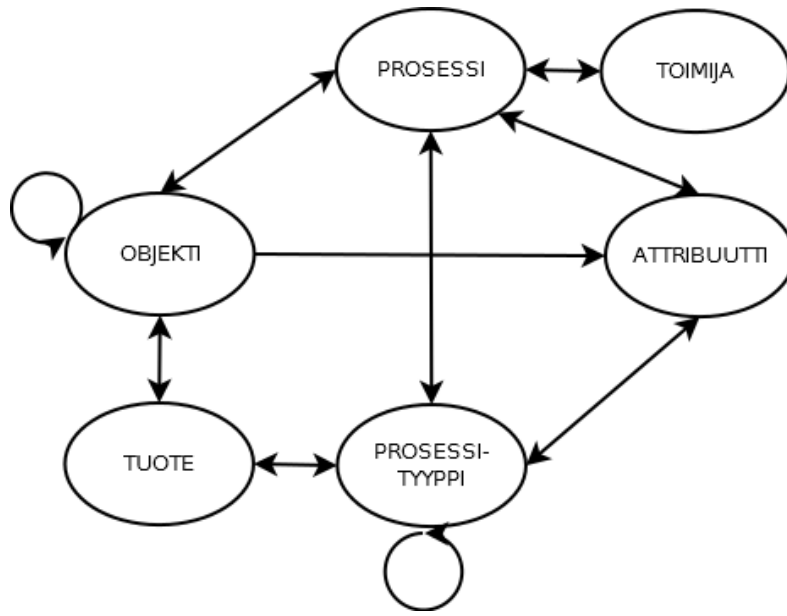 PROSESSI
TOIMIJA
OBJEKTI
ATTRIBUUTTI
TUOTE
PROSESSI-
TYYPPI